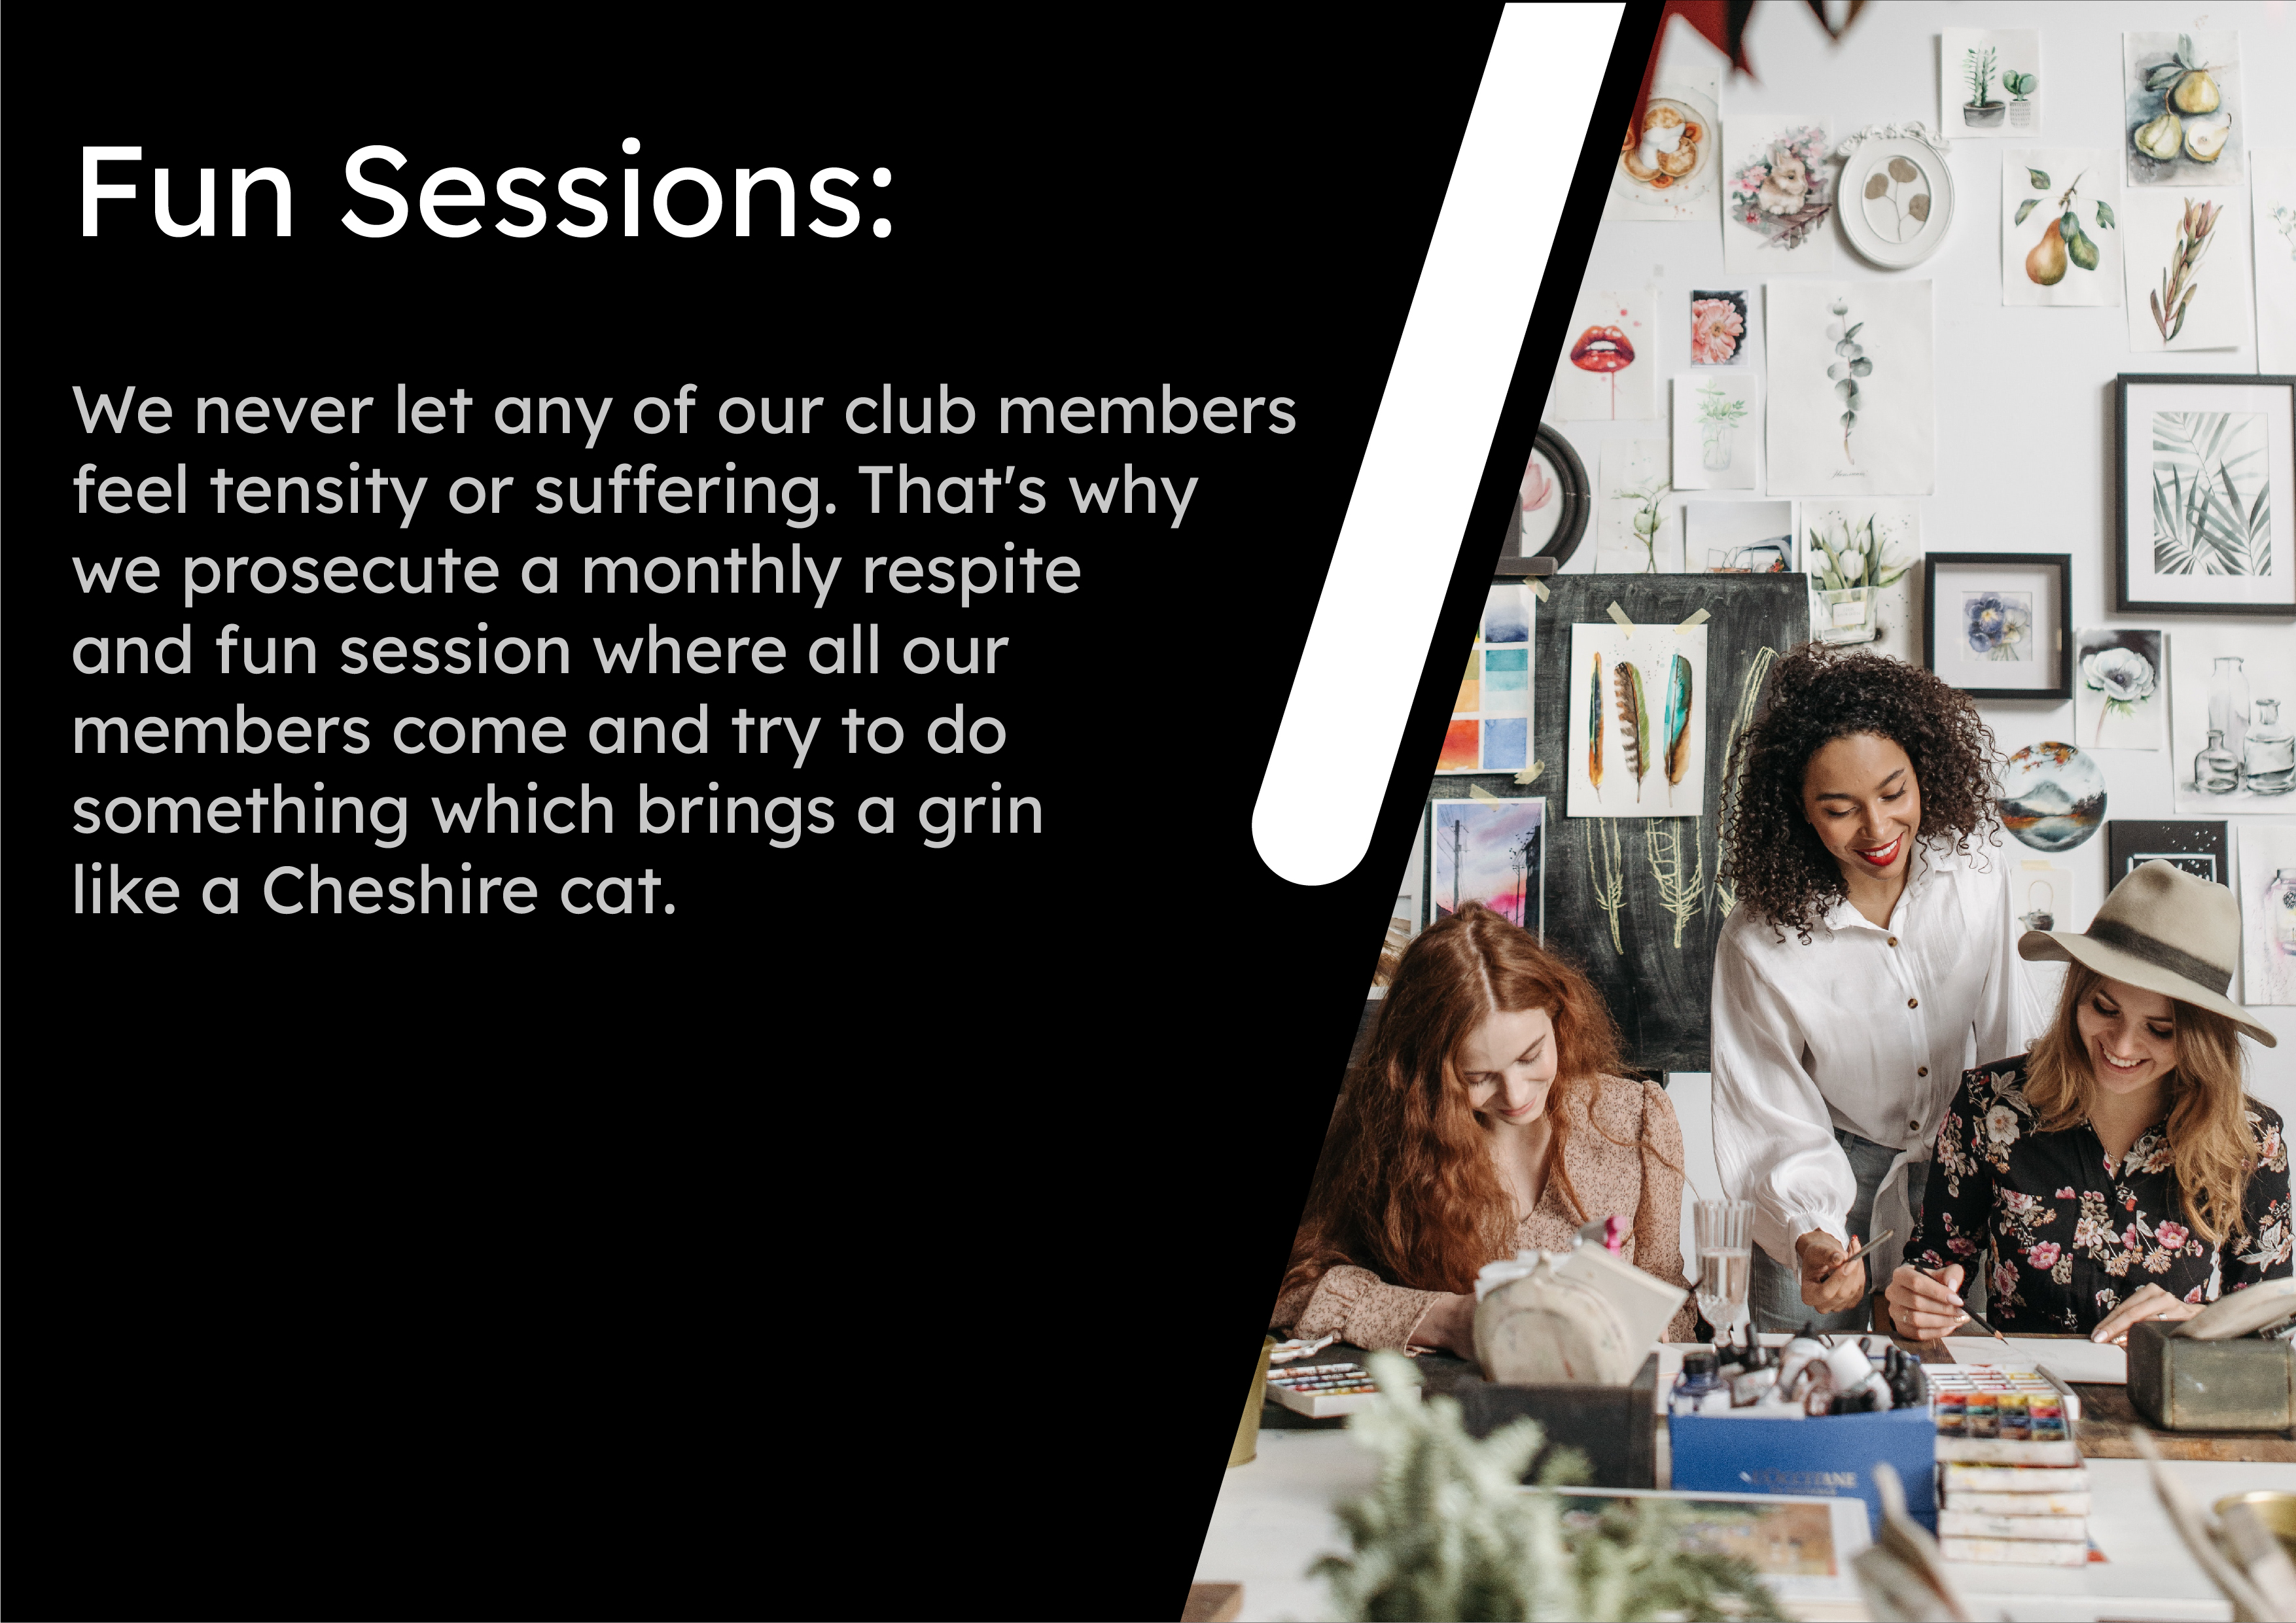 Fun Sessions:
We never let any of our club members
feel tensity or suffering. That's why
we prosecute a monthly respite
and fun session where all our
members come and try to do
something which brings a grin
like a Cheshire cat.
L'OCCITANE